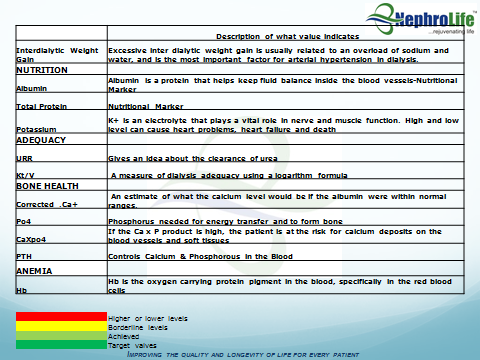 NephroLife
...rejuvenating life
Description of what value indicates
Interdialytic Weight Gain
Excessive inter dialytic weight gain is usually related to an overload of sodium and
water, and is the most important factor for arterial hypertension in dialysis.
NUTRITION
Albumin
Albumin is a protein that helps keep fluid balance inside the blood vessels-Nutritional
Marker
Total Protein
Nutritional Marker
Potassium
K+ is an electrolyte that plays a vital role in nerve and muscle function. High and low
level can cause heart problems, heart failure and death
ADEQUACY
URR
Gives an idea about the clearance of urea
Kt/V
A measure of dialysis adequacy using a logarithm formula
BONE HEALTH
Corrected .Ca+
An estimate of what the calcium level would be if the albumin were within normal
ranges.
Po4
Phosphorus needed for energy transfer and to form bone
CaXpo4
If the Ca x P product is high, the patient is at the risk for calcium deposits on the
blood vessels and soft tissues
PTH
Controls Calcium & Phosphorous in the Blood
ANEMIA
Hb
Hb is the oxygen carrying protein pigment in the blood, specifically in the red blood
cells
Higher or lower levels
Borderline levels
Achieved
Target valves
IMPROVING THE QUALITY AND LONGEVITY OF LIFE FOR EVERY PATIENT